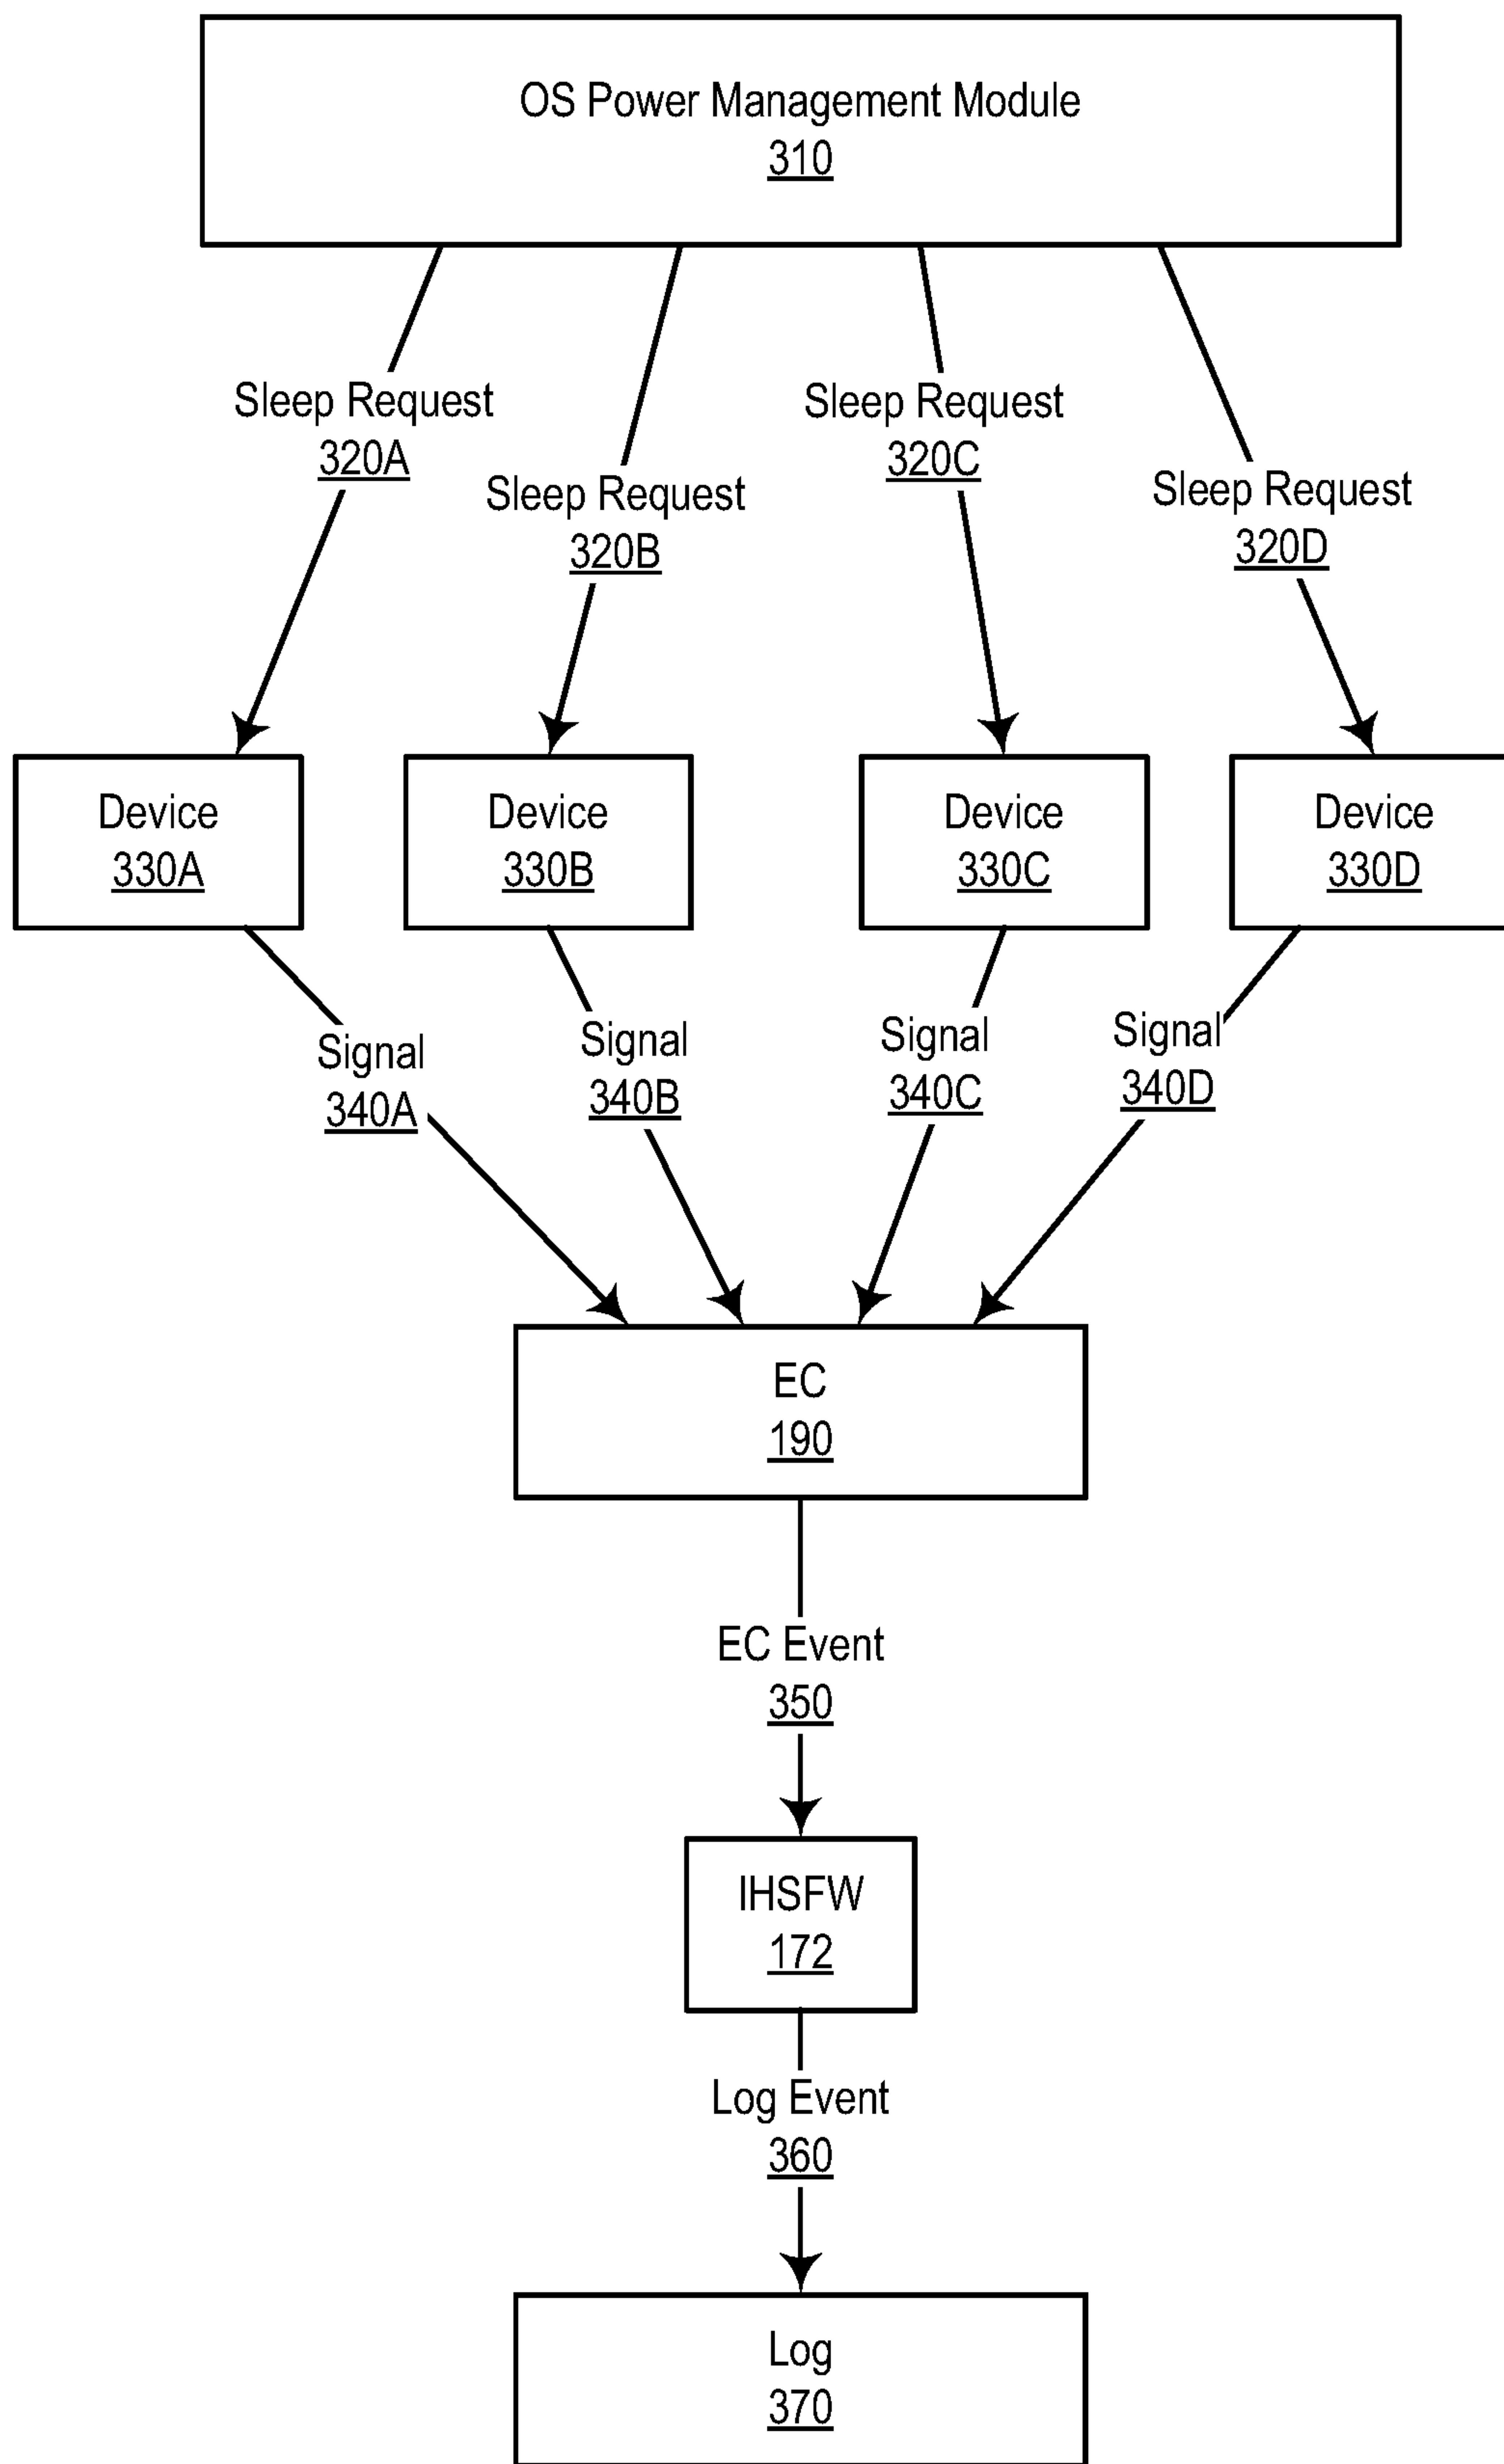 OS Power Management Module
310
Sleep Request
320A
Sleep Request
320B
Sleep Request
320C
Sleep Request
320D
Device
330A
Device
330B
Device
330C
Device
330D
Signal
340A
Signal
340B
Signal
340C
Signal
340D
EC
190
EC Event
350
IHSFW
172
Log Event
360
Log
370